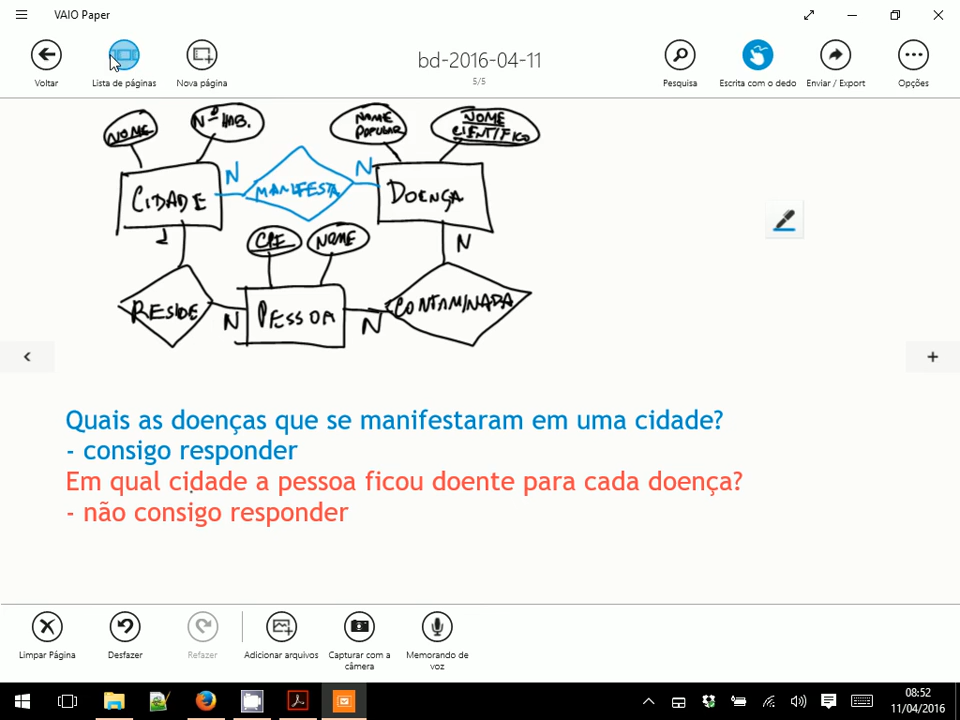 VAIO Paper
Voltar
Lista de páginas
Nova página
bd-2016-04-11
5/5
Pesquisa
Escrita com o dedo
Enviar / Export
Opções
NOME
Nº HAB.
NOME
POPULAR
NOME
CIENTÍFICO
CIDADE
N
MANIFESTA
N
DOENÇA
1
CPF
NOME
N
RESIDE
N
PESSOA
N
CONTAMINADA
Quais as doenças que se manifestaram em uma cidade?
- consigo responder
Em qual cidade a pessoa ficou doente para cada doença?
- não consigo responder
Limpar Página
Desfazer
Refazer
Adicionar arquivos
Capturar com a
câmera
Memorando de
voz
08:52
11/04/2016